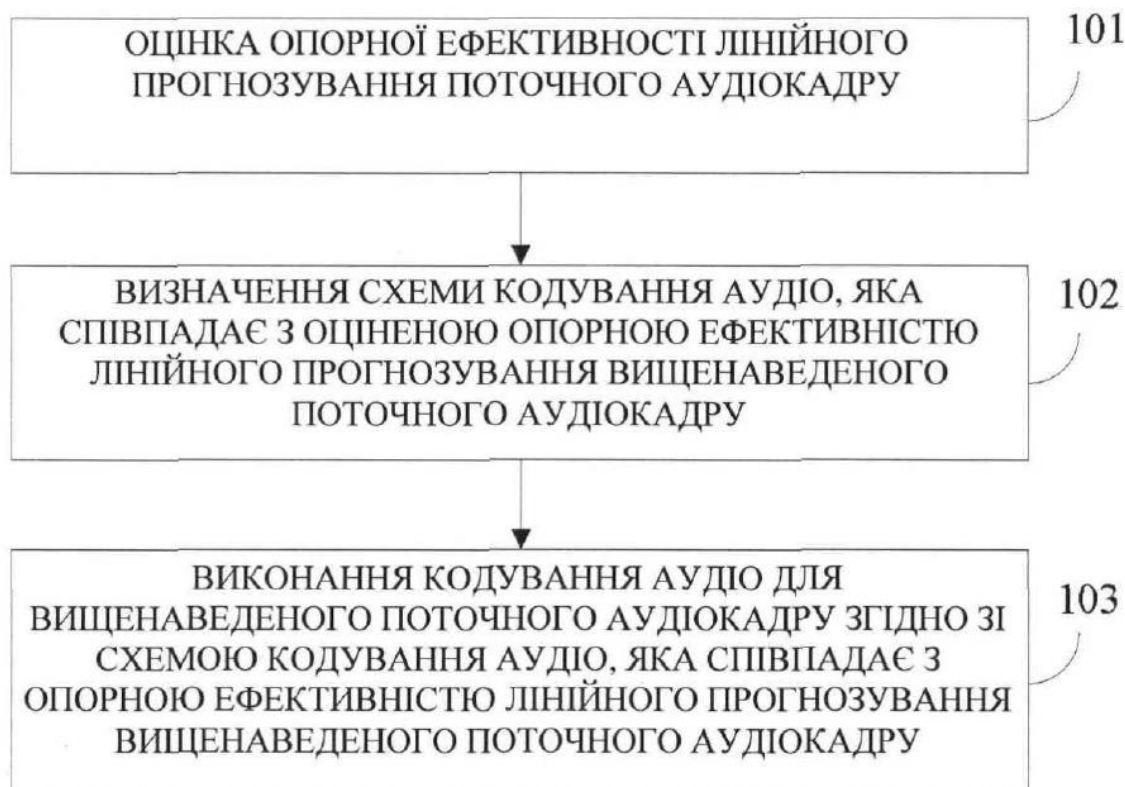 ОЦІНКА ОПОРНОЇ ЕФЕКТИВНОСТІ ЛІНІЙНОГО
ПРОГНОЗУВАННЯ ПОТОЧНОГО АУДІОКАДРУ
101
ВИЗНАЧЕННЯ СХЕМИ КОДУВАННЯ АУДІО, ЯКА
СПІВПАДАЄ З ОЦІНЕНОЮ ОПОРНОЮ ЕФЕКТИВНІСТЮ
ЛІНІЙНОГО ПРОГНОЗУВАННЯ ВИЩЕНАВЕДЕНОГО
ПОТОЧНОГО АУДІОКАДРУ
102
ВИКОНАННЯ КОДУВАННЯ АУДІО ДЛЯ
ВИЩЕНАВЕДЕНОГО ПОТОЧНОГО АУДІОКАДРУ ЗГІДНО ЗІ
СХЕМОЮ КОДУВАННЯ АУДІО, ЯКА СПІВПАДАЄ З
ОПОРНОЮ ЕФЕКТИВНІСТЮ ЛІНІЙНОГО ПРОГНОЗУВАННЯ
ВИЩЕНАВЕДЕНОГО ПОТОЧНОГО АУДІОКАДРУ
103